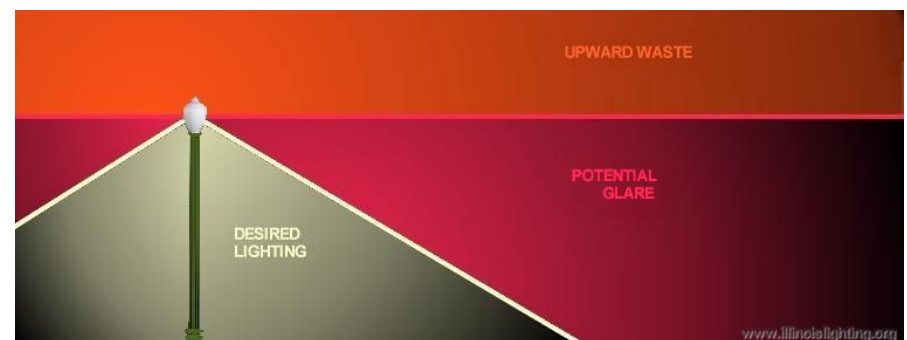 UPWARD WASTE
POTENTIAL
GLARE
DESIRED
LIGHTING
www.illinoislighting.org